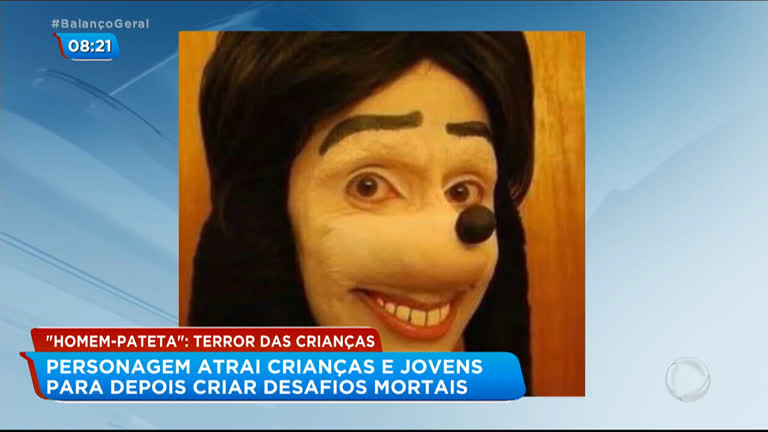 #BalançoGeral
08:21
"HOMEM-PATETA": TERROR DAS CRIANÇAS
PERSONAGEM ATRAI CRIANÇAS E JOVENS
PARA DEPOIS CRIAR DESAFIOS MORTAIS